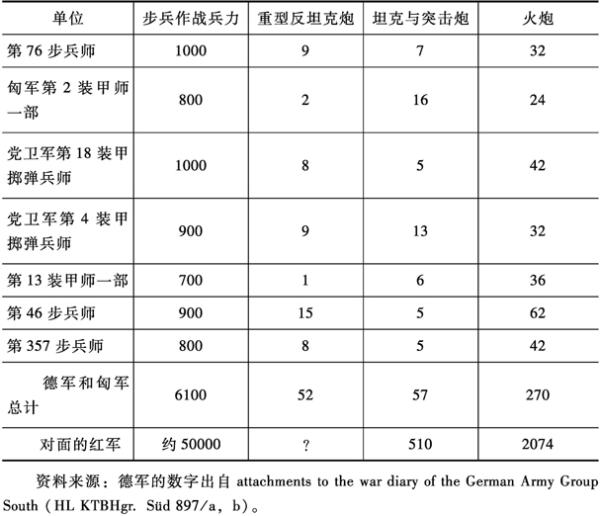 单位 步兵作战兵力 重型反坦克炮 坦克与突击炮 火炮
第 76 步兵师 1000 9 7 32
匈军第 2 装甲师
一部 800 2 16 24
党卫军第 18 装甲
掷弹兵师 1000 8 5 42
党卫军第 4 装甲
掷弹兵师 900 9 13 32
第 13 装甲师一部 700 1 6 36
第 46 步兵师 900 15 5 62
第 357 步兵师 800 8 5 42
德军和匈军
总计 6100 52 57 270
对面的红军 约 50000 ? 510 2074
资料来源：德军的数字出自 attachments to the war diary of the German Army Group
South (HL KTBHgr. Süd 897/a, b)。